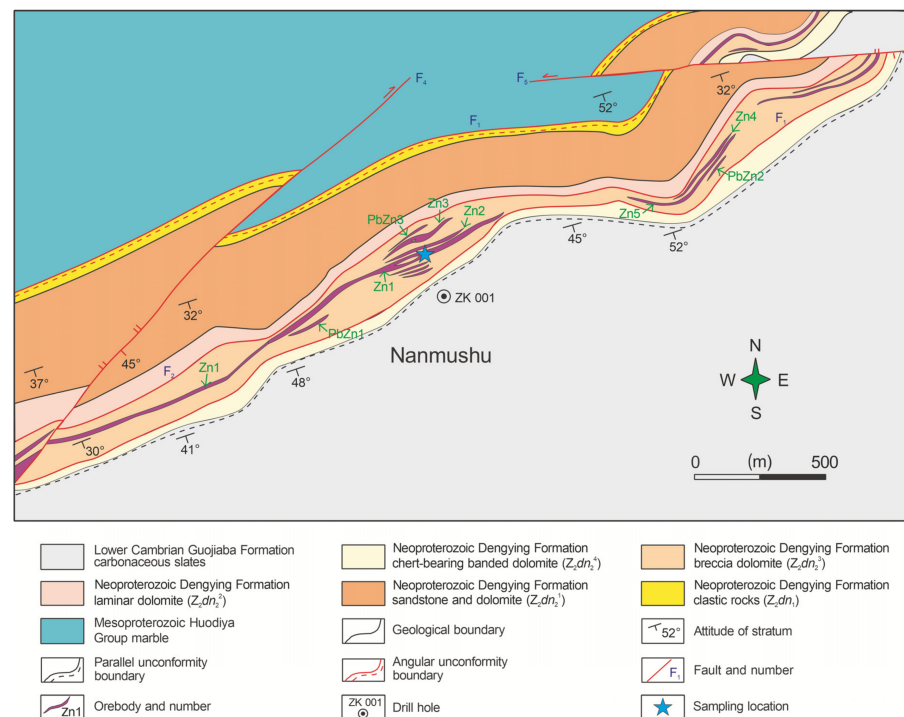 F₄
F₅
52°
32°
F₁
F₁
Zn4
PbZn2
Zn3
Zn2
PbZn3
Zn5
45°
52°
Zn1
ZK 001
32°
PbZn1
Nanmushu
45°
37°
F₂
Zn1
48°
N
W E
S
30°
41°
0 (m) 500
Lower Cambrian Guojiaba Formation
carbonaceous slates
Neoproterozoic Dengying Formation
chert-bearing banded dolomite (Z₂dn₂⁴)
Neoproterozoic Dengying Formation
breccia dolomite (Z₂dn₂³)
Neoproterozoic Dengying Formation
laminar dolomite (Z₂dn₂²)
Neoproterozoic Dengying Formation
sandstone and dolomite (Z₂dn₂¹)
Neoproterozoic Dengying Formation
clastic rocks (Z₂dn₁)
Mesoproterozoic Huodiya
Group marble
Geological boundary
52° Attitude of stratum
Parallel unconformity
boundary
Angular unconformity
boundary
F₁ Fault and number
Zn1 Orebody and number
ZK 001 Drill hole
Sampling location